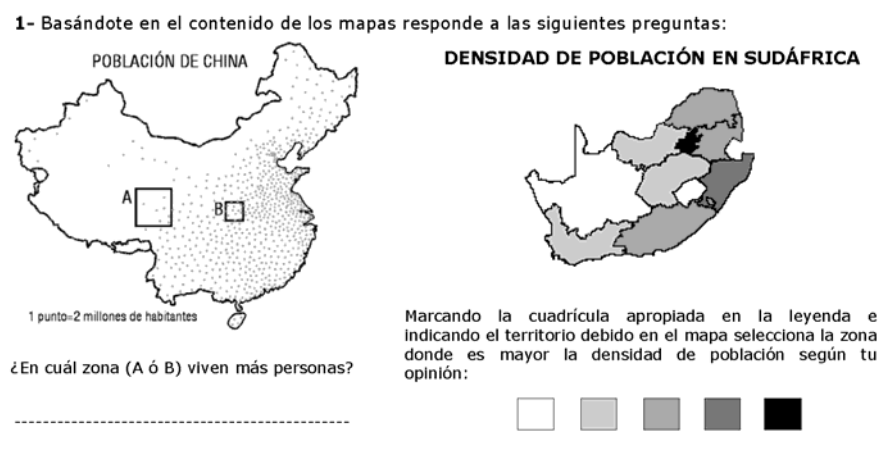 1- Basándote en el contenido de los mapas responde a las siguientes preguntas:
POBLACIÓN DE CHINA
A
B
1 punto=2 millones de habitantes
¿En cuál zona (A ó B) viven más personas?
DENSIDAD DE POBLACIÓN EN SUDÁFRICA
Marcando la cuadrícula apropiada en la leyenda e
indicando el territorio debido en el mapa selecciona la zona
donde es mayor la densidad de población según tu
opinión: